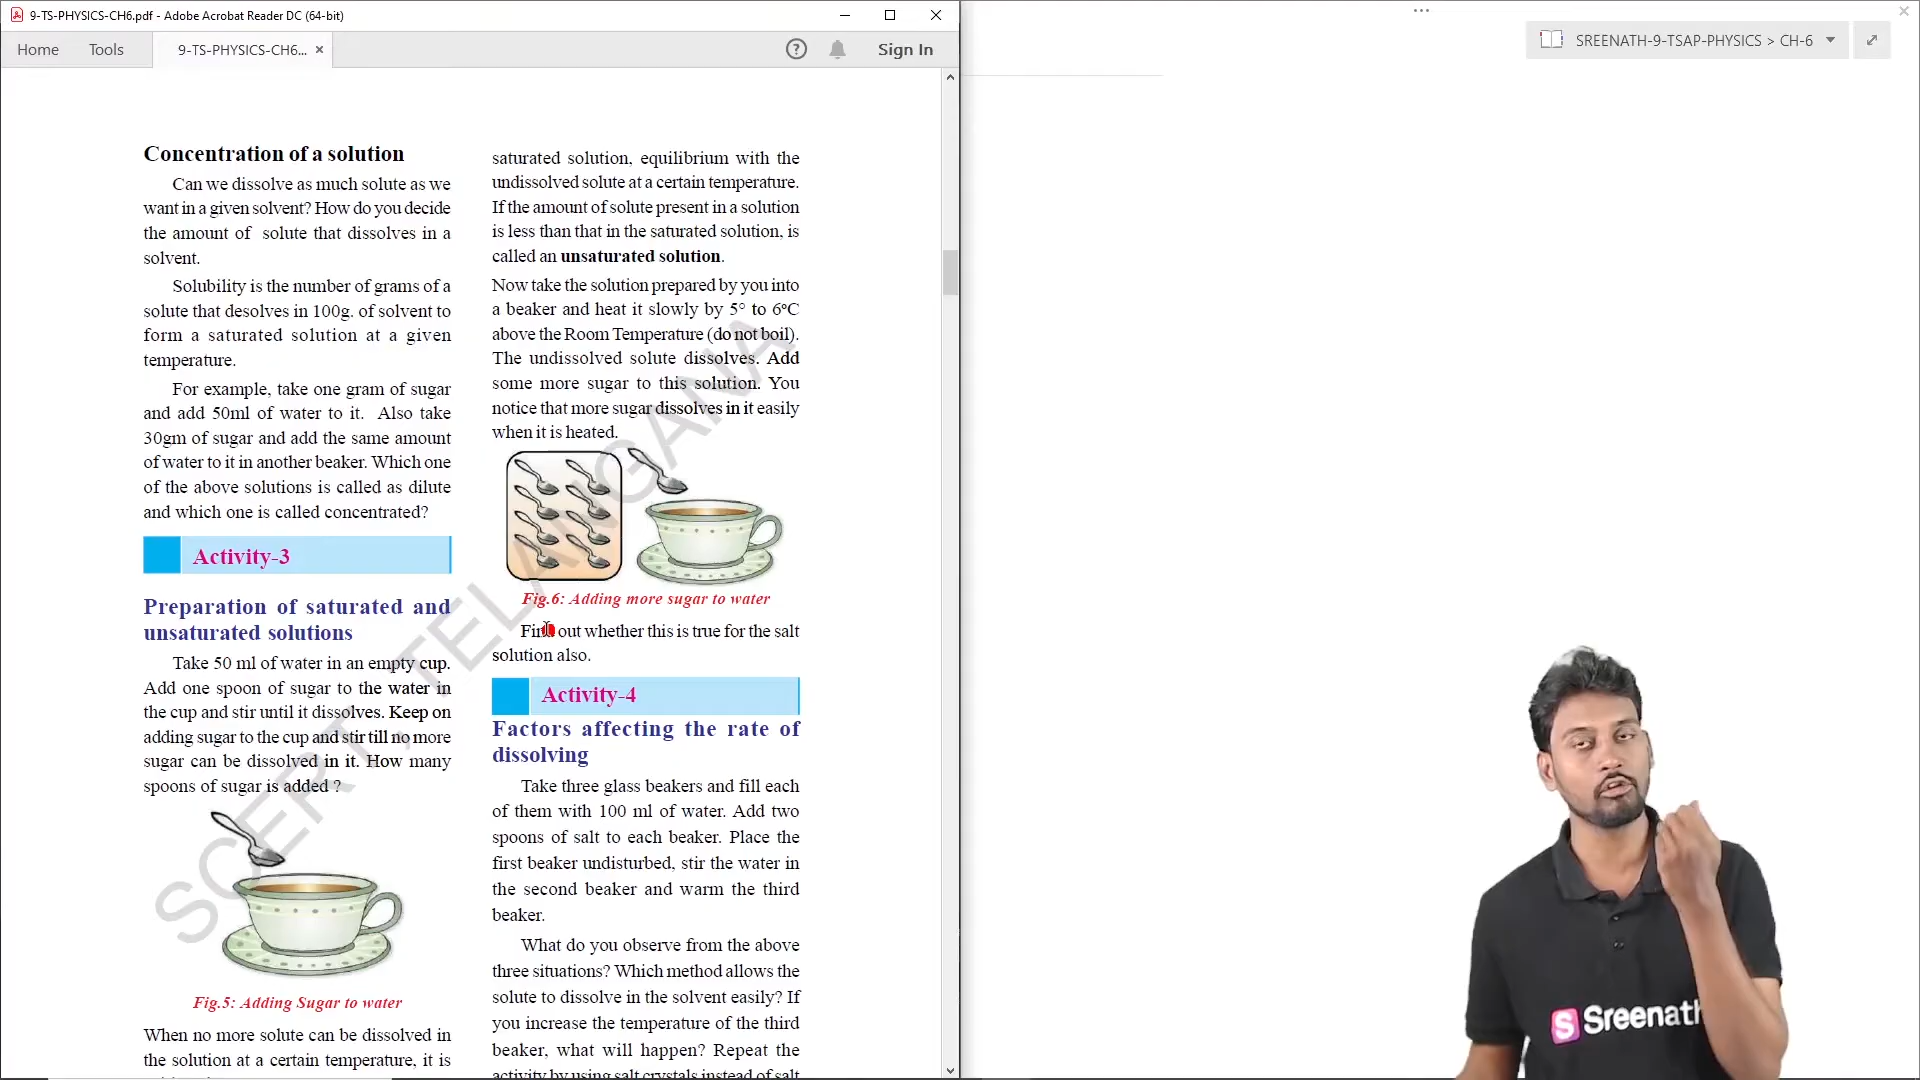 9-TS-PHYSICS-CH6.pdf - Adobe Acrobat Reader DC (64-bit)
Home
Tools
9-TS-PHYSICS-CH6...
Sign In
SREENATH-9-TSAP-PHYSICS > CH-6
Concentration of a solution
Can we dissolve as much solute as we
want in a given solvent? How do you decide
the amount of solute that dissolves in a
solvent.
Solubility is the number of grams of a
solute that desolves in 100g. of solvent to
form a saturated solution at a given
temperature.
For example, take one gram of sugar
and add 50ml of water to it. Also take
30gm of sugar and add the same amount
of water to it in another beaker. Which one
of the above solutions is called as dilute
and which one is called concentrated?
Activity-3
Preparation of saturated and
unsaturated solutions
Take 50 ml of water in an empty cup.
Add one spoon of sugar to the water in
the cup and stir until it dissolves. Keep on
adding sugar to the cup and stir till no more
sugar can be dissolved in it. How many
spoons of sugar is added ?
Fig.5: Adding Sugar to water
When no more solute can be dissolved in
the solution at a certain temperature, it is
saturated solution, equilibrium with the
undissolved solute at a certain temperature.
If the amount of solute present in a solution
is less than that in the saturated solution, is
called an unsaturated solution.
Now take the solution prepared by you into
a beaker and heat it slowly by 5° to 6°C
above the Room Temperature (do not boil).
The undissolved solute dissolves. Add
some more sugar to this solution. You
notice that more sugar dissolves in it easily
when it is heated.
Fig.6: Adding more sugar to water
Find out whether this is true for the salt
solution also.
Activity-4
Factors affecting the rate of
dissolving
Take three glass beakers and fill each
of them with 100 ml of water. Add two
spoons of salt to each beaker. Place the
first beaker undisturbed, stir the water in
the second beaker and warm the third
beaker.
What do you observe from the above
three situations? Which method allows the
solute to dissolve in the solvent easily? If
you increase the temperature of the third
beaker, what will happen? Repeat the
activity by using salt crystals instead of salt
SCERT, TELANGANA
S Sreenath